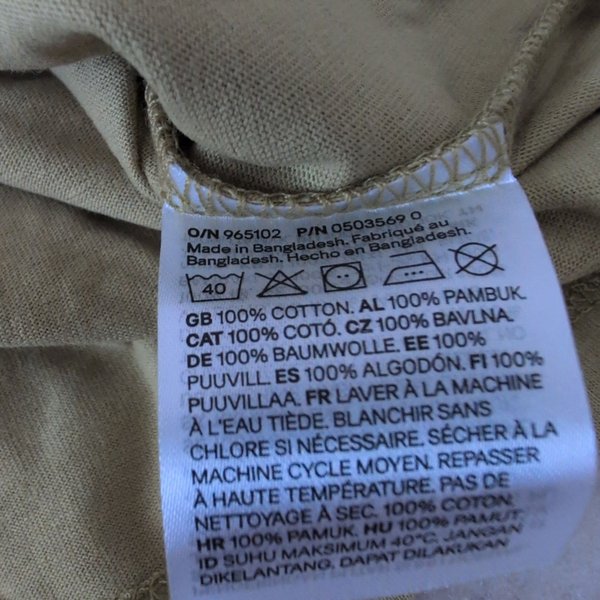 O/N 965102 P/N 0503569 0
Made in Bangladesh. Fabriqué au
Bangladesh. Hecho en Bangladesh.
40
GB 100% COTTON. AL 100% PAMBUK.
CAT 100% COTÓ. CZ 100% BAVLNA.
DE 100% BAUMWOLLE. EE 100%
PUUVILL. ES 100% ALGODÓN. FI 100%
PUUVILLAA. FR LAVER À LA MACHINE
À L'EAU TIÈDE. BLANCHIR SANS
CHLORE SI NÉCESSAIRE. SÉCHER À LA
MACHINE CYCLE MOYEN. REPASSER
À HAUTE TEMPÉRATURE. PAS DE
NETTOYAGE À SEC. 100% COTON.
HR 100% PAMUK. HU 100% PAMUT.
ID SUHU MAKSIMUM 40°C, JANGAN
DIKELANTANG, DAPAT DILAKUKAN